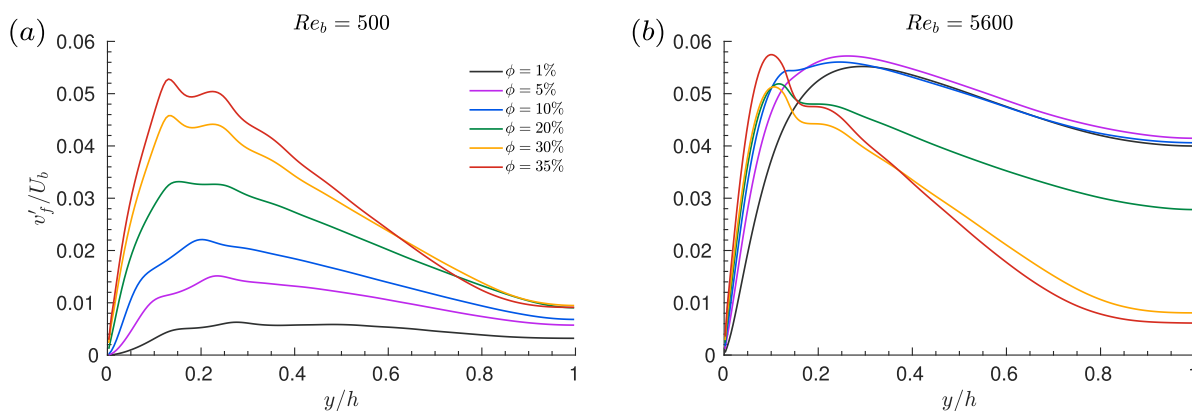 (a)
Re_b = 500
0.06
0.05
0.04
0.03
0.02
0.01
0
v'_f/U_b
ϕ = 1%
ϕ = 5%
ϕ = 10%
ϕ = 20%
ϕ = 30%
ϕ = 35%
0 0.2 0.4 0.6 0.8 1
y/h
(b)
Re_b = 5600
0.06
0.05
0.04
0.03
0.02
0.01
0
0 0.2 0.4 0.6 0.8 1
y/h